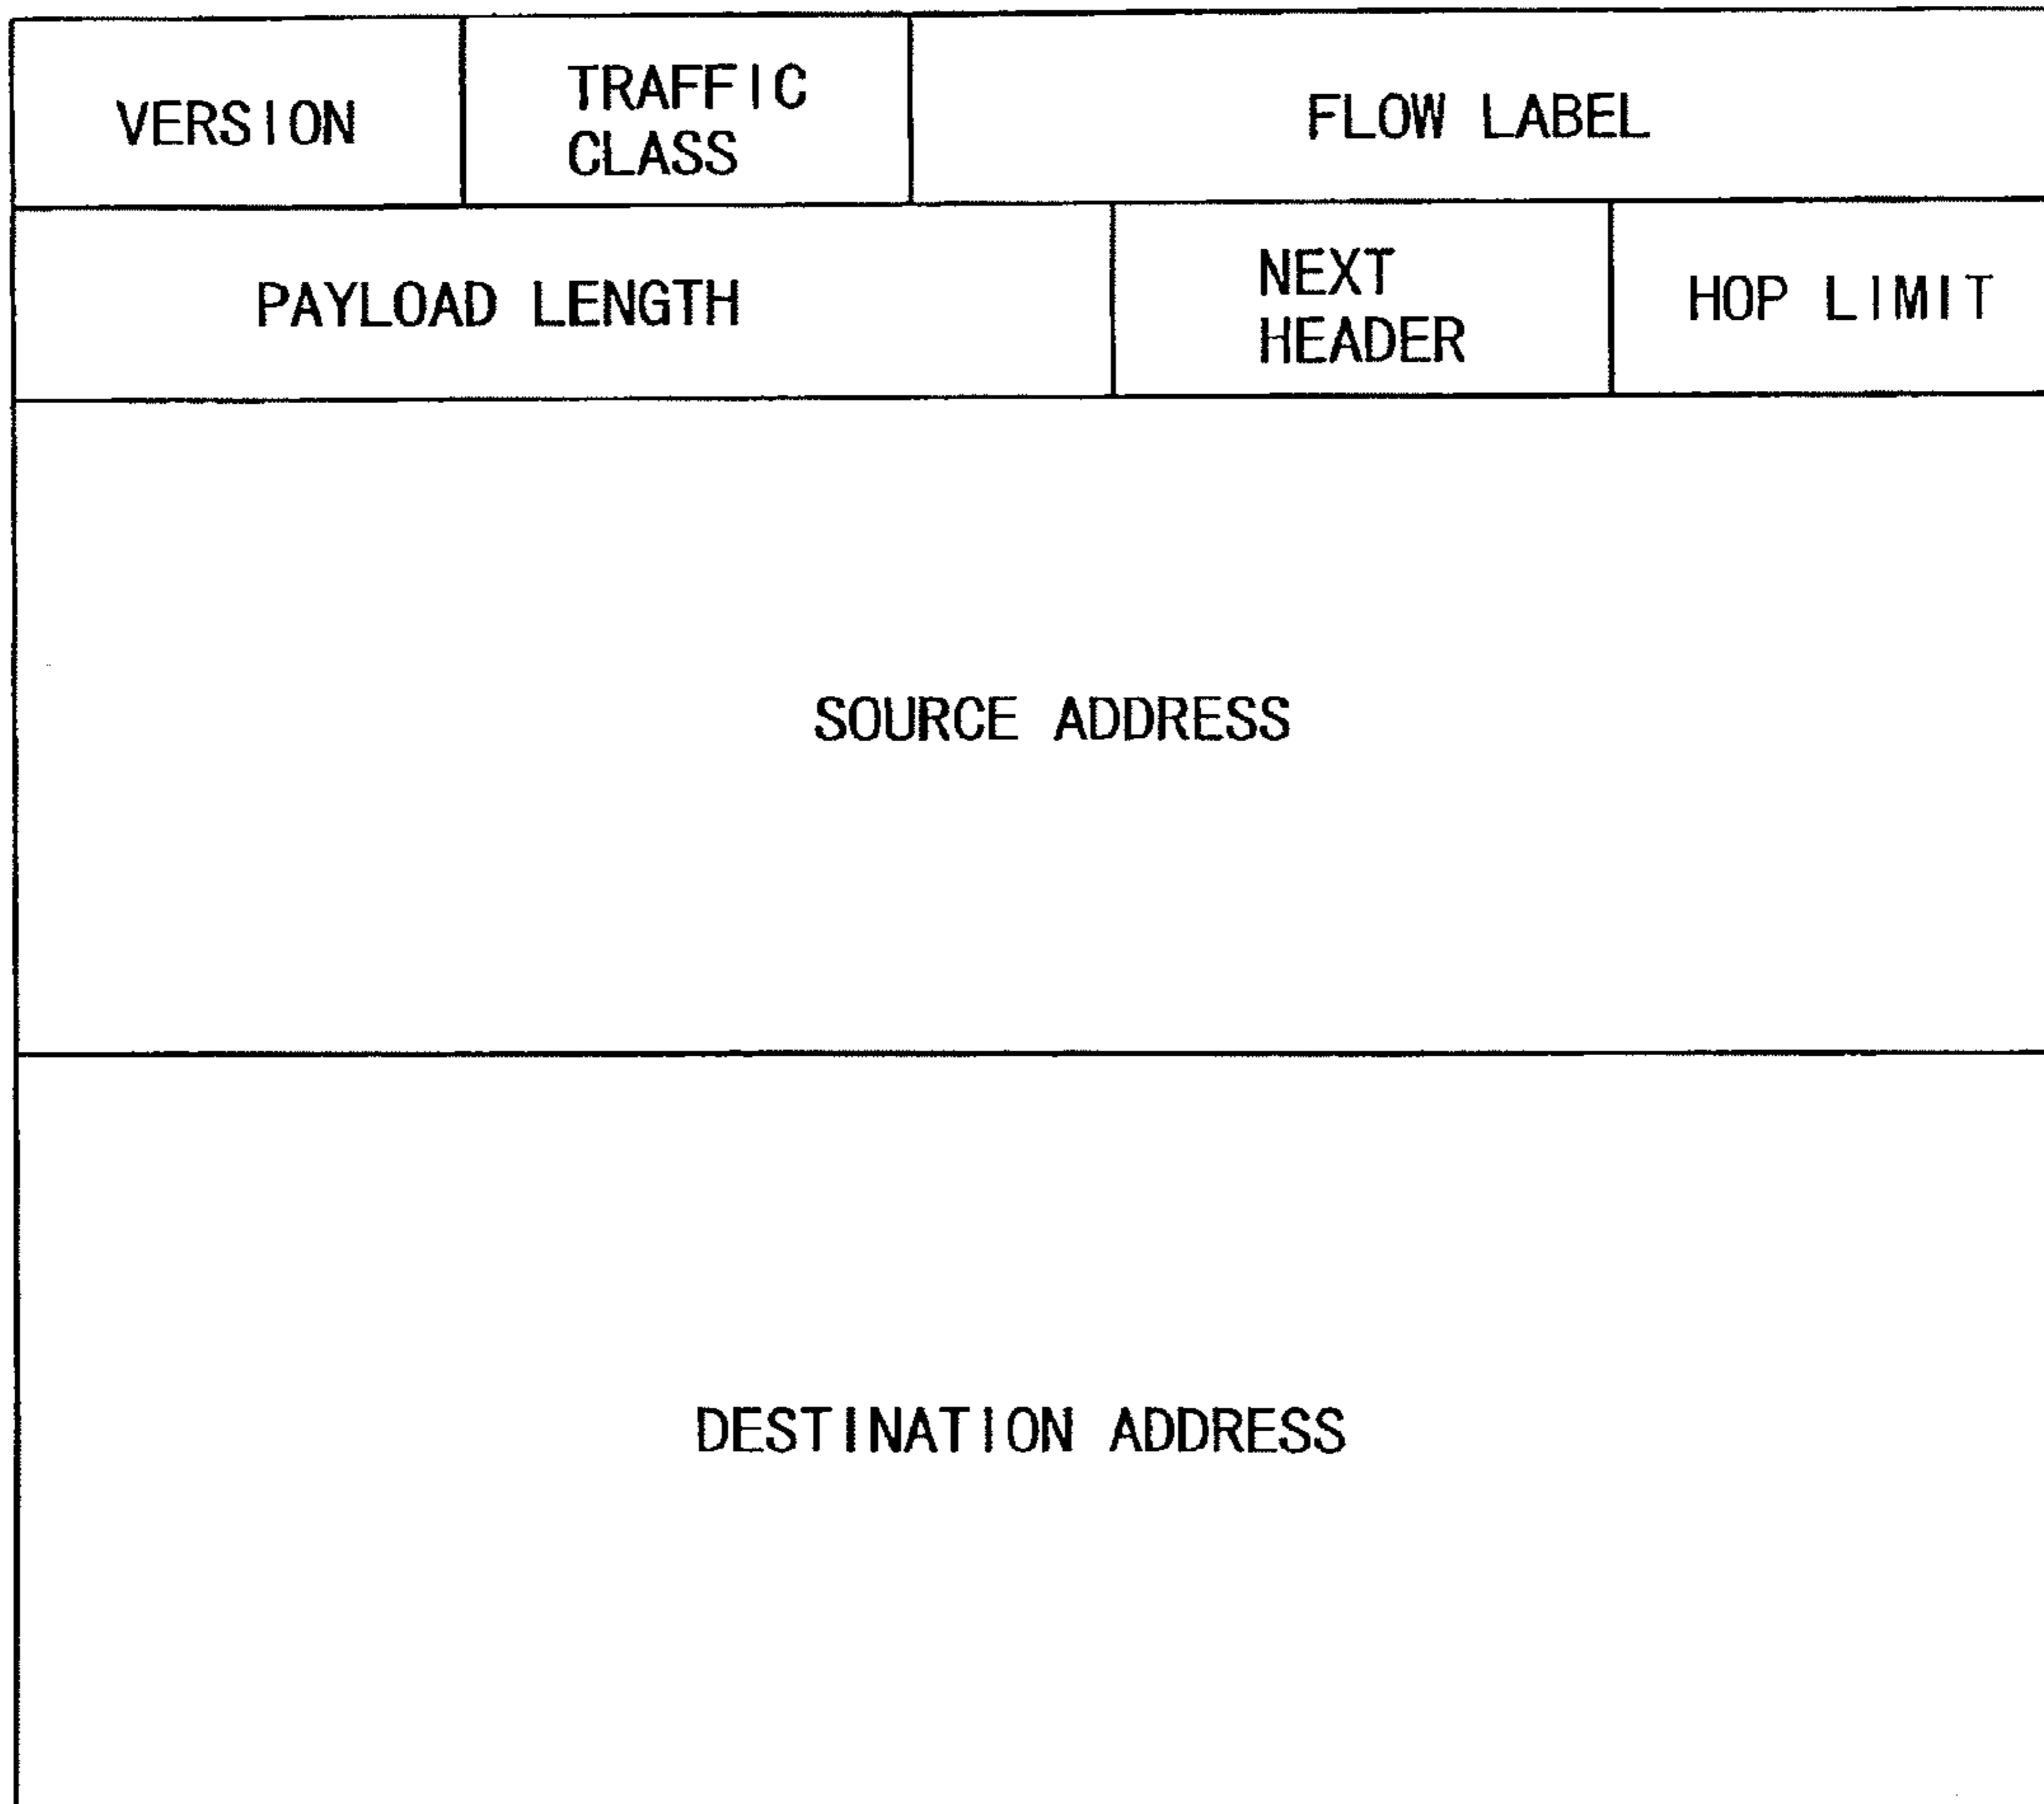 VERSION
TRAFFIC
CLASS
FLOW LABEL
PAYLOAD LENGTH
NEXT
HEADER
HOP LIMIT
SOURCE ADDRESS
DESTINATION ADDRESS